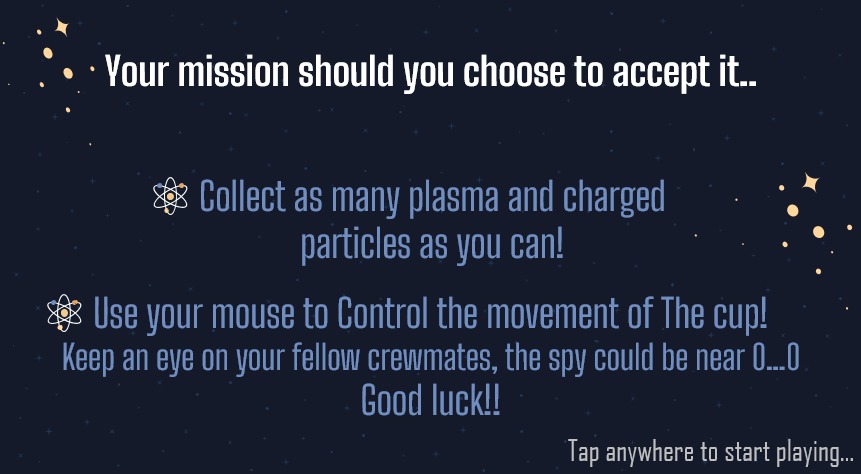 Your mission should you choose to accept it..
Collect as many plasma and charged
particles as you can!
Use your mouse to Control the movement of The cup!
Keep an eye on your fellow crewmates, the spy could be near 0...0
Good luck!!
Tap anywhere to start playing...